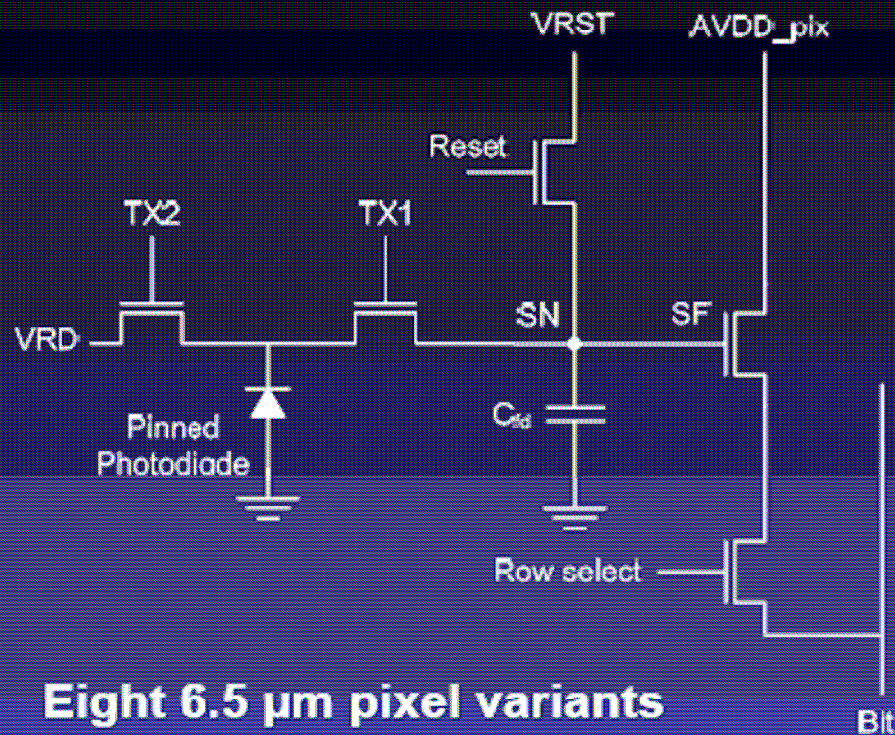 VRST
AVDD_pix
Reset
TX2
TX1
SN
SF
VRD
Cfd
Pinned
Photodiode
Row select
Eight 6.5 µm pixel variants
Bit